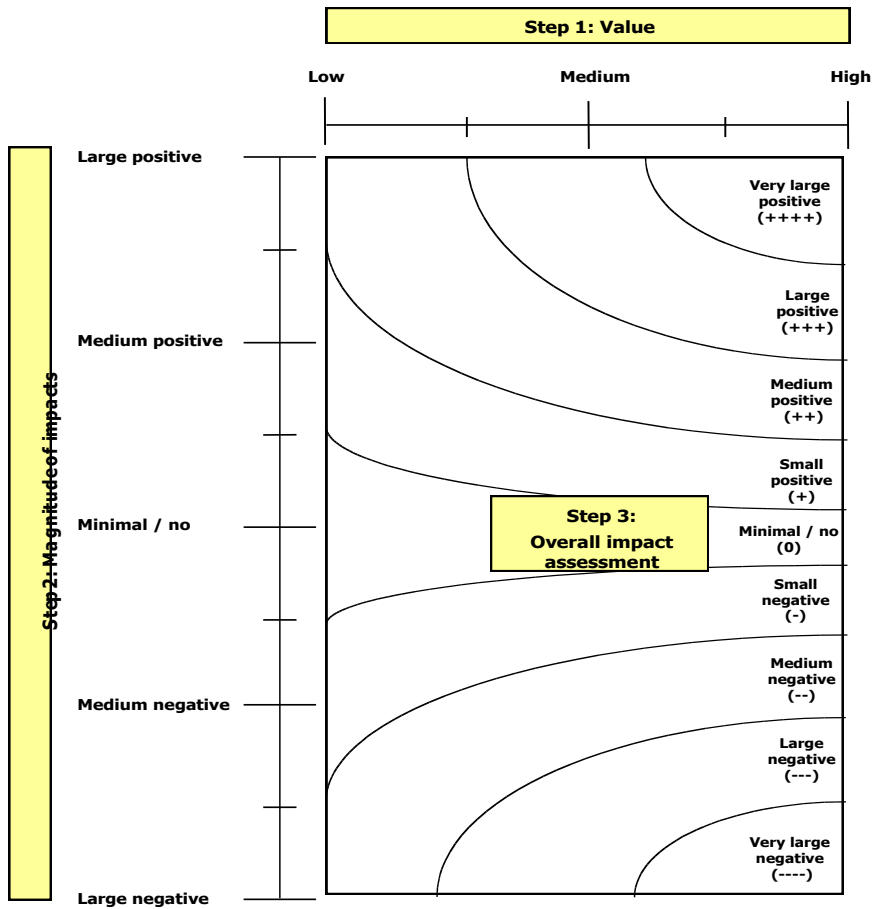 Step 1: Value
Low Medium High
Large positive
Medium positive
Minimal / no
Medium negative
Large negative
Step 2: Magnitude of impacts
Very large
positive
(++++)
Large
positive
(+++)
Medium
positive
(++)
Small
positive
(+)
Step 3:
Overall impact
assessment
Minimal / no
(0)
Small
negative
(-)
Medium
negative
(--)
Large
negative
(---)
Very large
negative
(----)